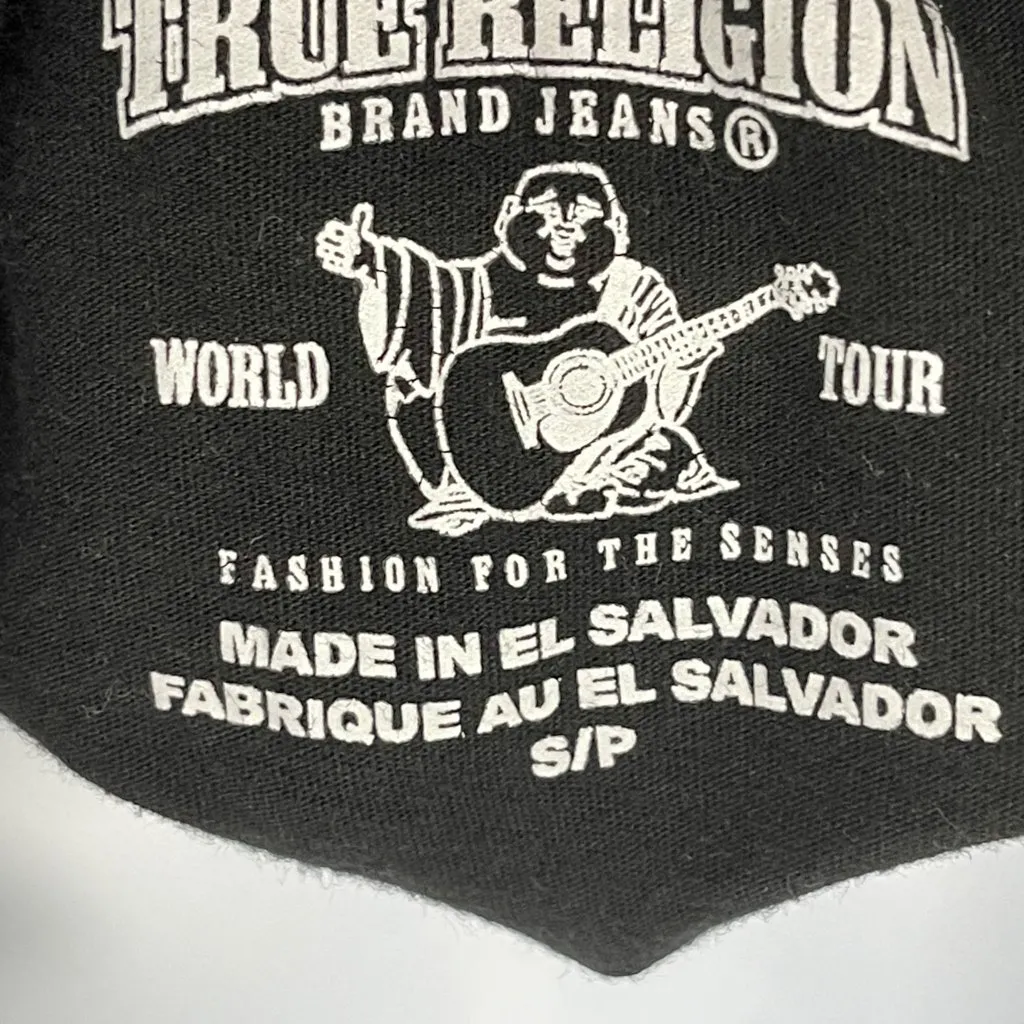 TRUE RELIGION
BRAND JEANS®
WORLD TOUR
FASHION FOR THE SENSES
MADE IN EL SALVADOR
FABRIQUE AU EL SALVADOR
S/P